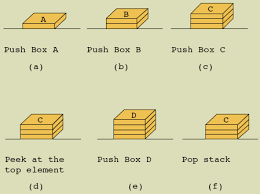 A
B
C
Push Box A
Push Box B
Push Box C
(a)
(b)
(c)
C
D
C
Peek at the
top element
Push Box D
Pop stack
(d)
(e)
(f)